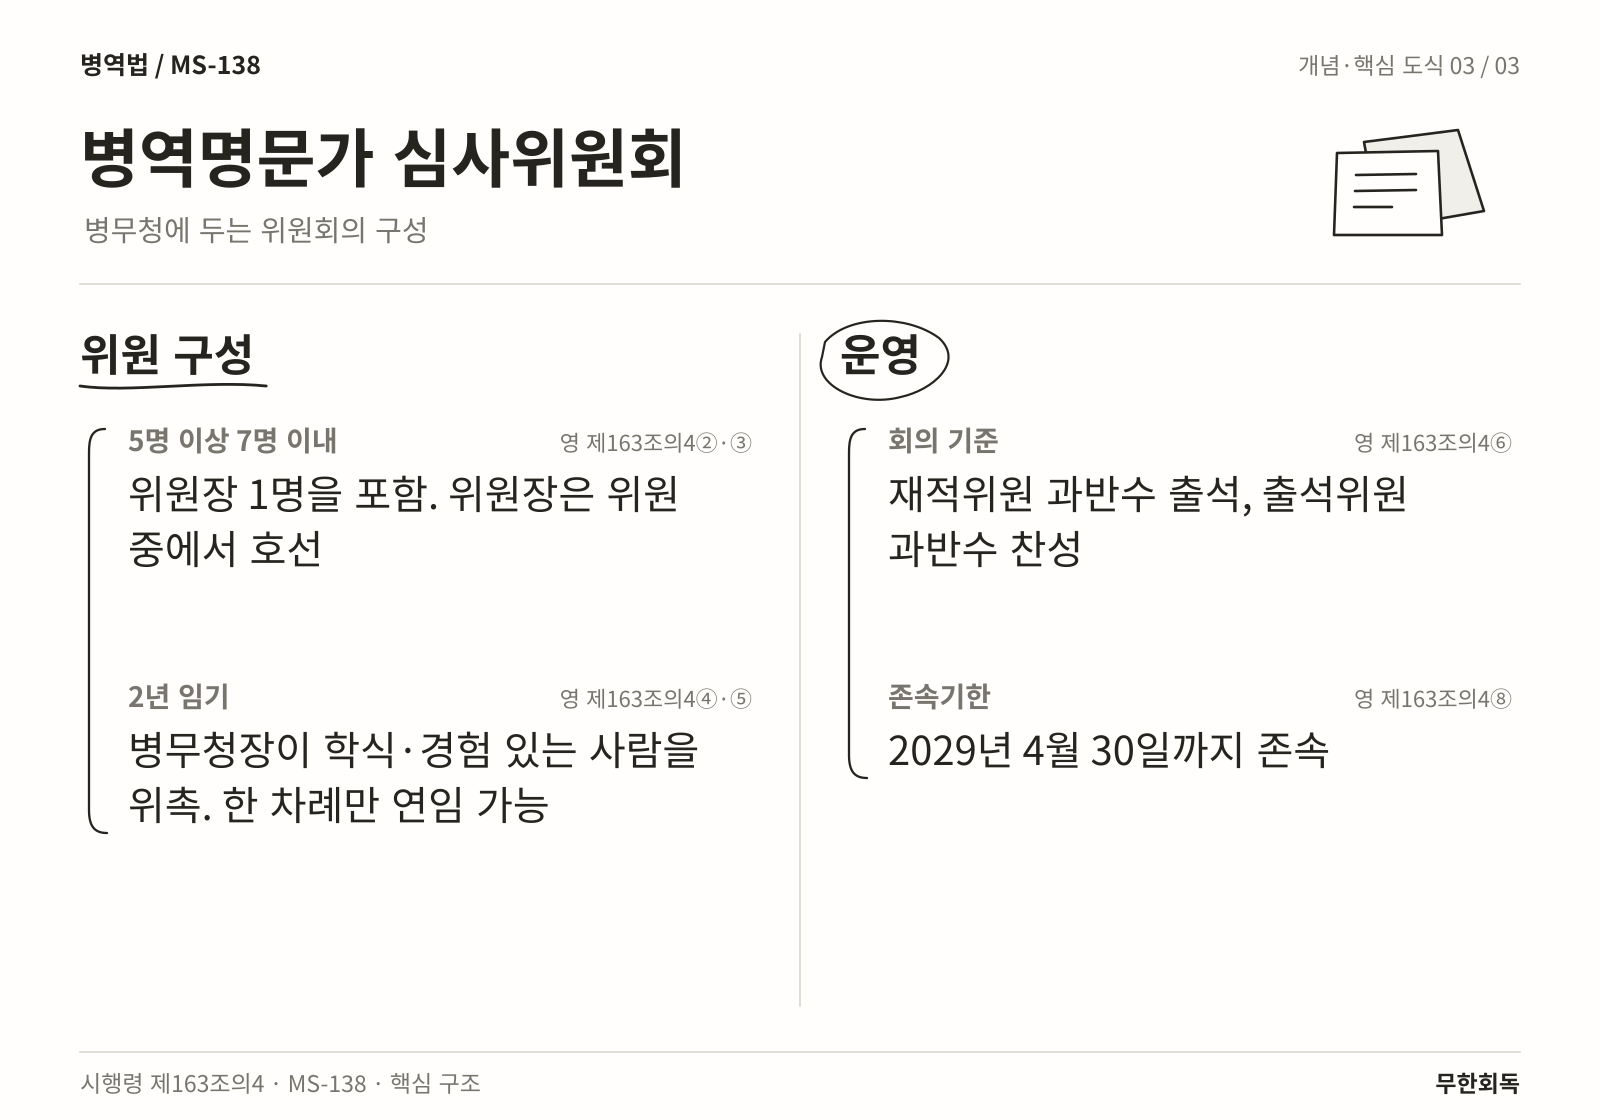 병역법 / MS-138
개념·핵심 도식 03 / 03
병역명문가 심사위원회
병무청에 두는 위원회의 구성
위원 구성
5명 이상 7명 이내
영 제163조의4②·③
위원장 1명을 포함. 위원장은 위원
중에서 호선
2년 임기
영 제163조의4④·⑤
병무청장이 학식·경험 있는 사람을
위촉. 한 차례만 연임 가능
운영
회의 기준
영 제163조의4⑥
재적위원 과반수 출석, 출석위원
과반수 찬성
존속기한
영 제163조의4⑧
2029년 4월 30일까지 존속
시행령 제163조의4 · MS-138 · 핵심 구조
무한회독